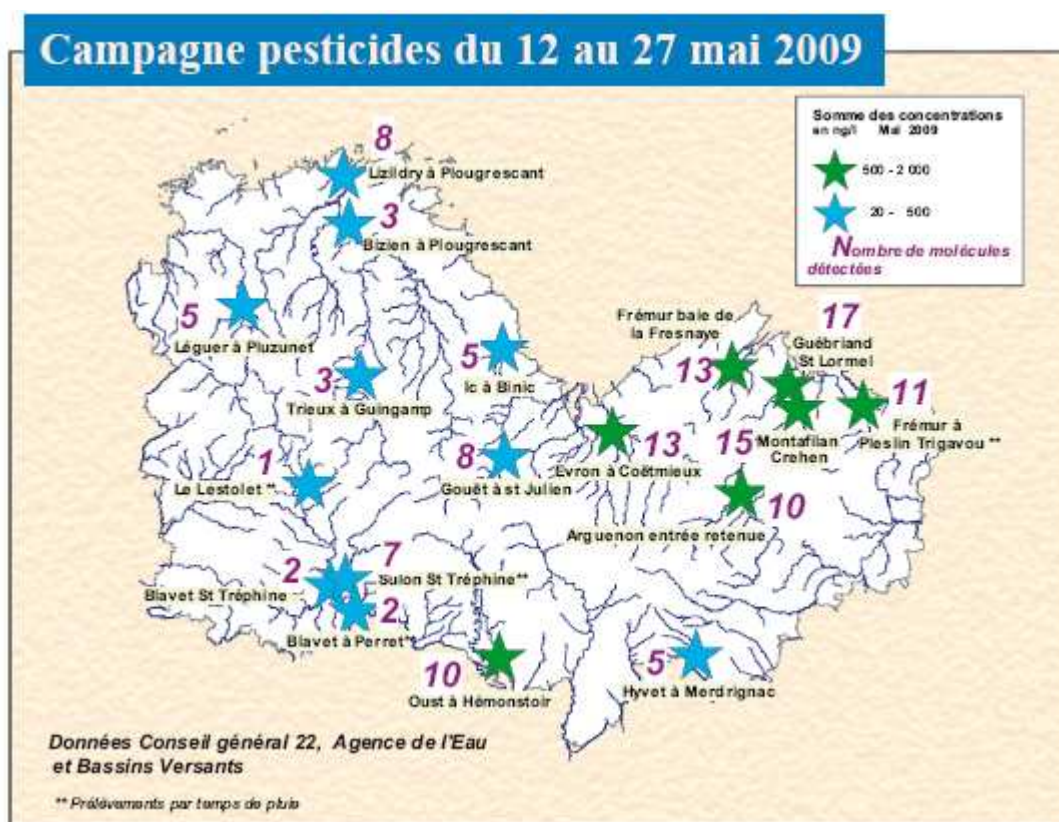 Campagne pesticides du 12 au 27 mai 2009
Somme des concentrations
en ng/l Mai 2009
500 - 2 000
20 - 500
Nombre de molécules
détectées
8
Lizildry à Plougrescant
3
Bizien à Plougrescant
5
Léguer à Pluzunet
3
Trieux à Guingamp
5
Ic à Binic
Frémur baie de
la Fresnaye
13
17
Guébriand
St Lormel
11
Frémur à
Pleslin Trigavou **
15
Montafilan
Crehen
13
Evron à Coëtmieux
8
Gouët à st Julien
1
Le Lestolet **
10
Arguenon entrée retenue
7
Sulon St Tréphine**
2
Blavet St Tréphine
2
Blavet à Perret**
10
Oust à Hémonstoir
5
Hyvet à Merdrignac
Données Conseil général 22, Agence de l'Eau
et Bassins Versants
** Prélèvements par temps de pluie